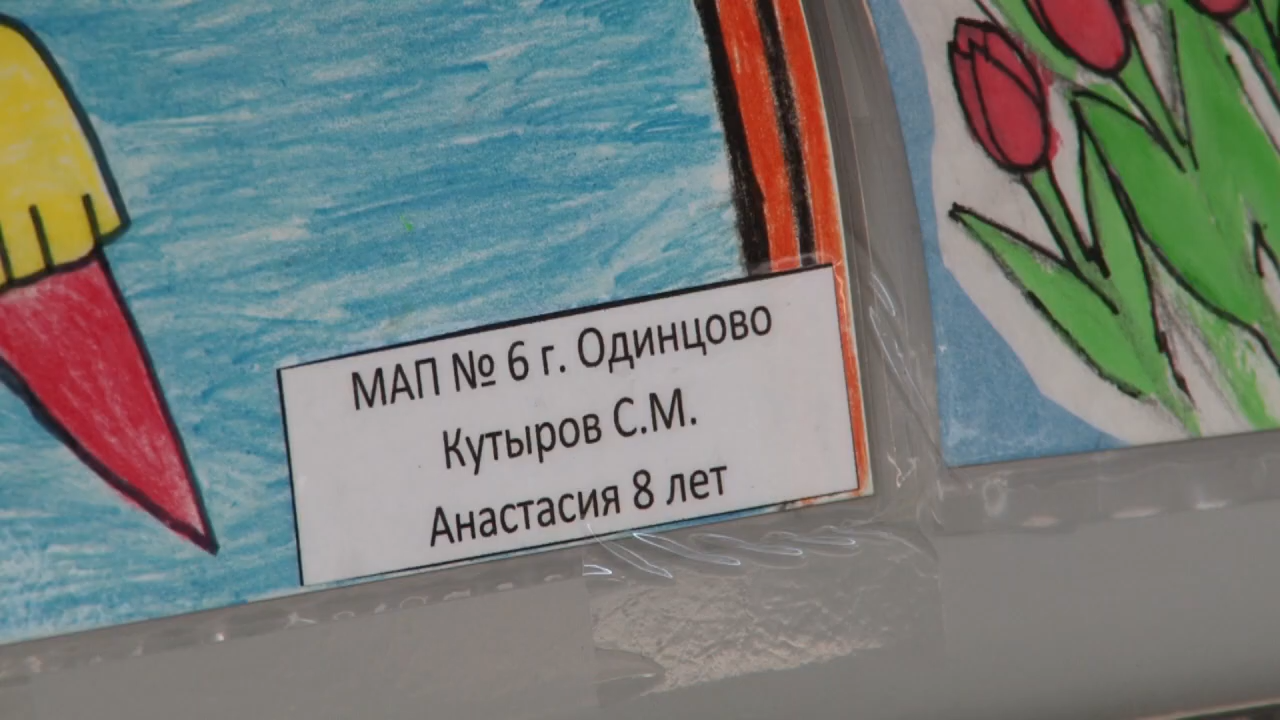 МАП № 6 г. Одинцово
Кутыров С.М.
Анастасия 8 лет